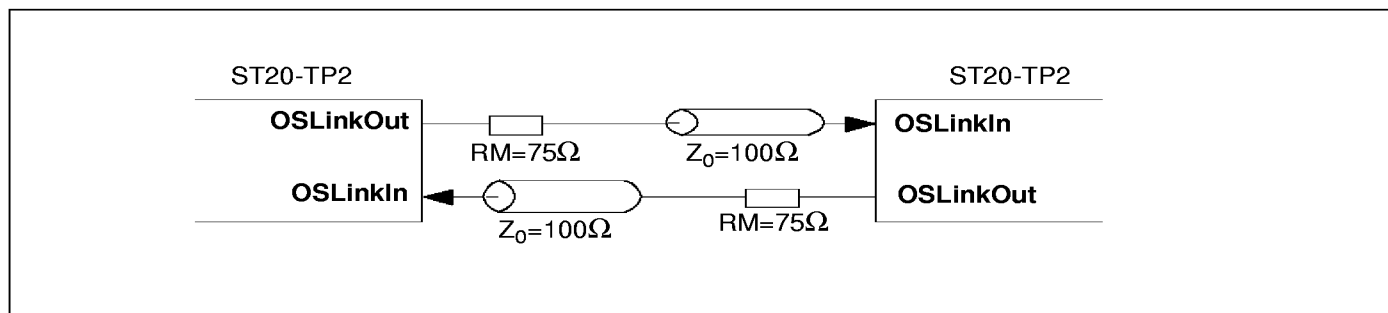 ST20-TP2 ST20-TP2
OSLinkOut OSLinkIn
RM=75Ω Z₀=100Ω
OSLinkIn OSLinkOut
Z₀=100Ω RM=75Ω